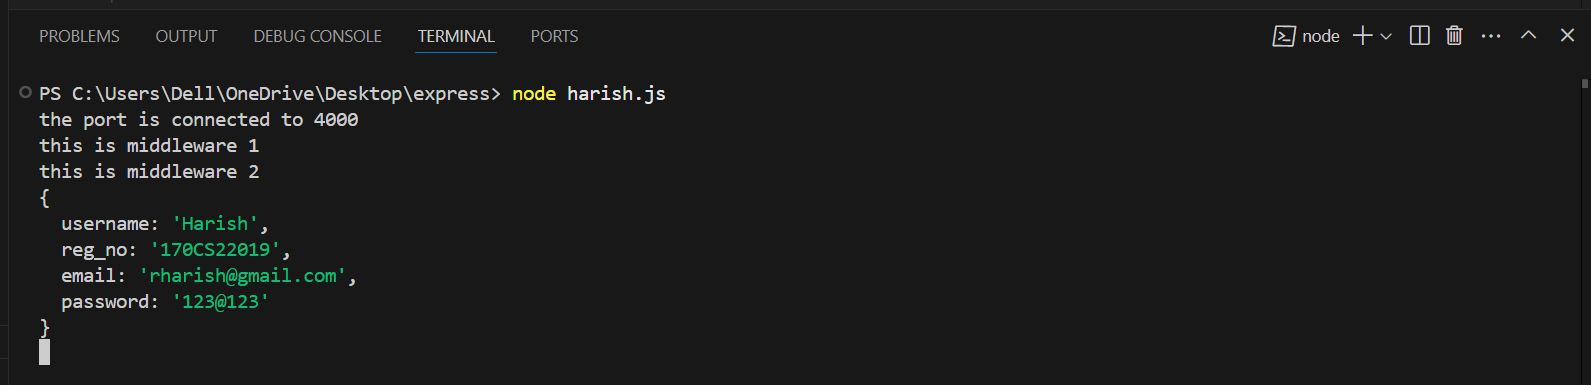 PROBLEMS OUTPUT DEBUG CONSOLE TERMINAL PORTS node
PS C:\Users\Dell\OneDrive\Desktop\express> node harish.js
the port is connected to 4000
this is middleware 1
this is middleware 2
{
  username: 'Harish',
  reg_no: '170CS22019',
  email: 'rharish@gmail.com',
  password: '123@123'
}